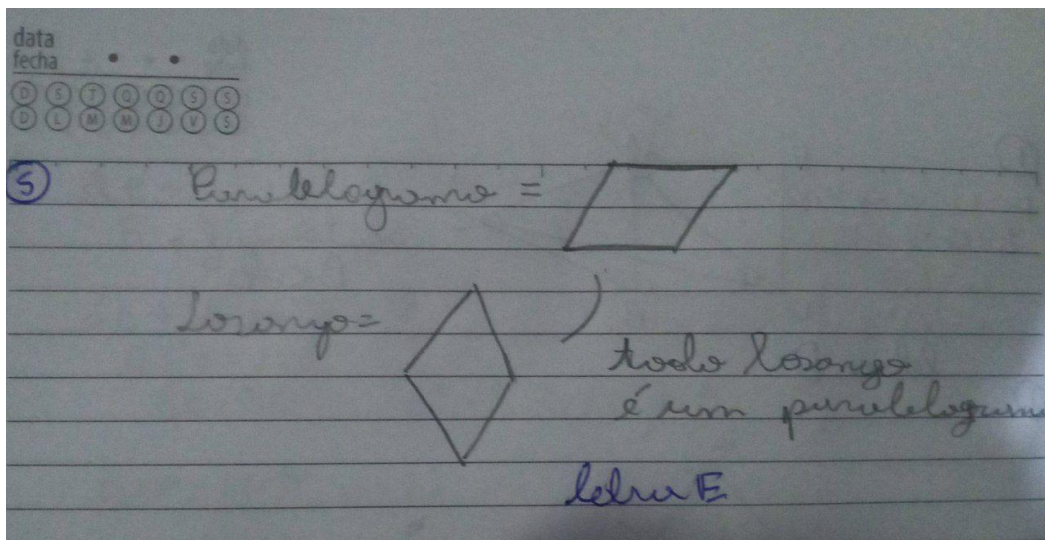 data
fecha
D S T Q Q S S
D L M M J V S
5 Paralelogramo =
Losango=
todo losango
é um paralelogramo
letra E